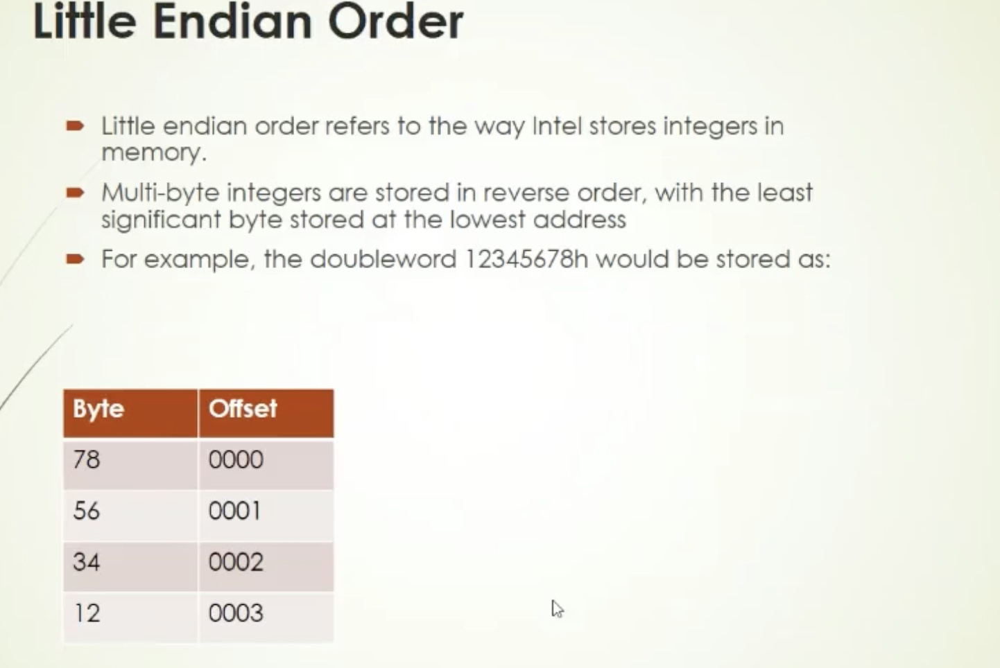 Little Endian Order
Little endian order refers to the way Intel stores integers in
memory.
Multi-byte integers are stored in reverse order, with the least
significant byte stored at the lowest address
For example, the doubleword 12345678h would be stored as:
Byte Offset
78 0000
56 0001
34 0002
12 0003